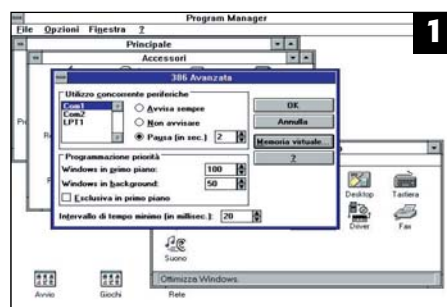 Program Manager
1
File Opzioni Finestra ?
Principale
Accessori
386 Avanzata
Utilizzo concorrente periferiche
Com1
Com2
LPT1
Avvisa sempre
Non avvisare
Pausa (in sec.) 2
OK
Annulla
Memoria virtuale...
?
Programmazione priorità
Windows in primo piano: 100
Windows in background: 50
Esclusiva in primo piano
Intervallo di tempo minimo (in millisec.): 20
Desktop
Tastiera
Driver
Fax
Suono
Ottimizza Windows.
Avvio
Giochi
Rete